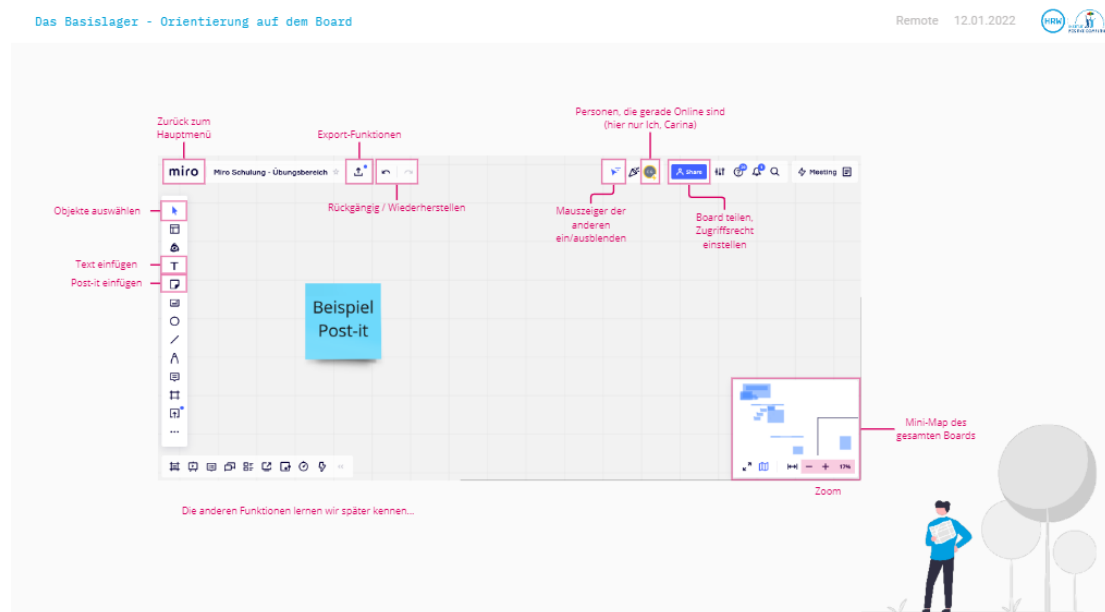 Das Basislager - Orientierung auf dem Board
Remote 12.01.2022
HRW
Zurück zum
Hauptmenü
Export-Funktionen
Personen, die gerade Online sind
(hier nur Ich, Carina)
miro
Miro Schulung - Übungsbereich
Share
Meeting
Objekte auswählen
Rückgängig / Wiederherstellen
Mauszeiger der
anderen
ein/ausblenden
Board teilen,
Zugriffsrecht
einstellen
Text einfügen
Post-it einfügen
Beispiel
Post-it
Mini-Map des
gesamten Boards
17%
Zoom
Die anderen Funktionen lernen wir später kennen...